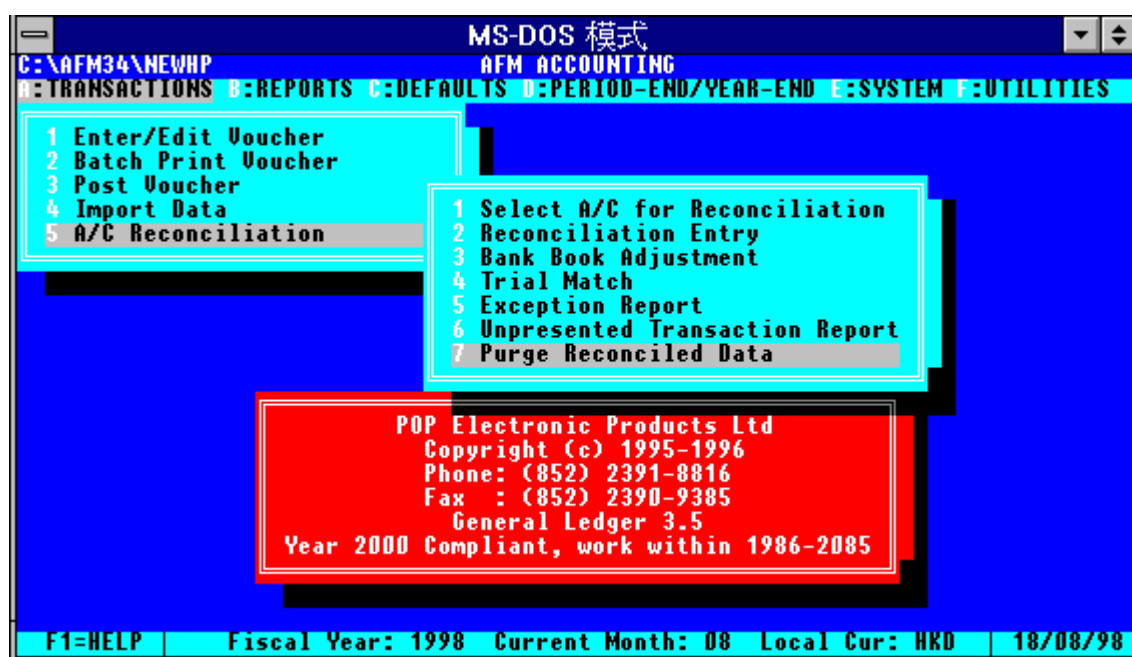 MS-DOS 模式
C:\AFM34\NEWHP AFM ACCOUNTING
A:TRANSACTIONS B:REPORTS C:DEFAULTS D:PERIOD-END/YEAR-END E:SYSTEM F:UTILITIES
1 Enter/Edit Voucher
2 Batch Print Voucher
3 Post Voucher
4 Import Data
5 A/C Reconciliation
1 Select A/C for Reconciliation
2 Reconciliation Entry
3 Bank Book Adjustment
4 Trial Match
5 Exception Report
6 Unpresented Transaction Report
7 Purge Reconciled Data
POP Electronic Products Ltd
Copyright (c) 1995-1996
Phone: (852) 2391-8816
Fax : (852) 2390-9385
General Ledger 3.5
Year 2000 Compliant, work within 1986-2085
F1=HELP Fiscal Year: 1998 Current Month: 08 Local Cur: HKD 18/08/98